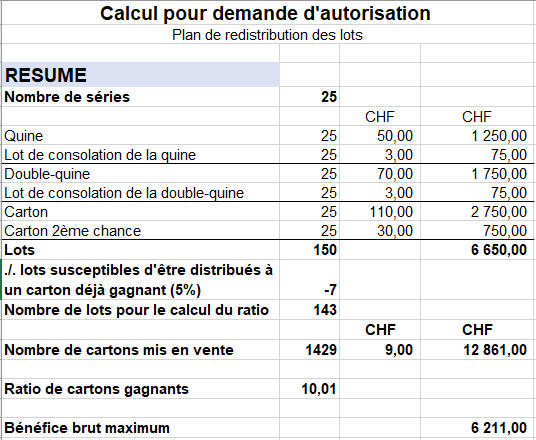 Calcul pour demande d'autorisation
Plan de redistribution des lots
RESUME
Nombre de séries 25
CHF CHF
Quine 25 50,00 1 250,00
Lot de consolation de la quine 25 3,00 75,00
Double-quine 25 70,00 1 750,00
Lot de consolation de la double-quine 25 3,00 75,00
Carton 25 110,00 2 750,00
Carton 2ème chance 25 30,00 750,00
Lots 150 6 650,00
./. lots susceptibles d'être distribués à
un carton déjà gagnant (5%) -7
Nombre de lots pour le calcul du ratio 143
CHF CHF
Nombre de cartons mis en vente 1429 9,00 12 861,00
Ratio de cartons gagnants 10,01
Bénéfice brut maximum 6 211,00